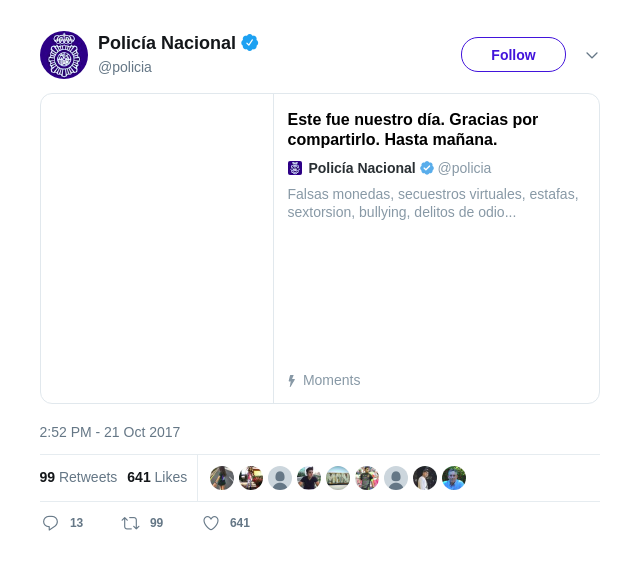 Policía Nacional
@policia
Follow
Este fue nuestro día. Gracias por
compartirlo. Hasta mañana.
Policía Nacional @policia
Falsas monedas, secuestros virtuales, estafas,
sextorsion, bullying, delitos de odio...
Moments
2:52 PM - 21 Oct 2017
99 Retweets 641 Likes
13 99 641